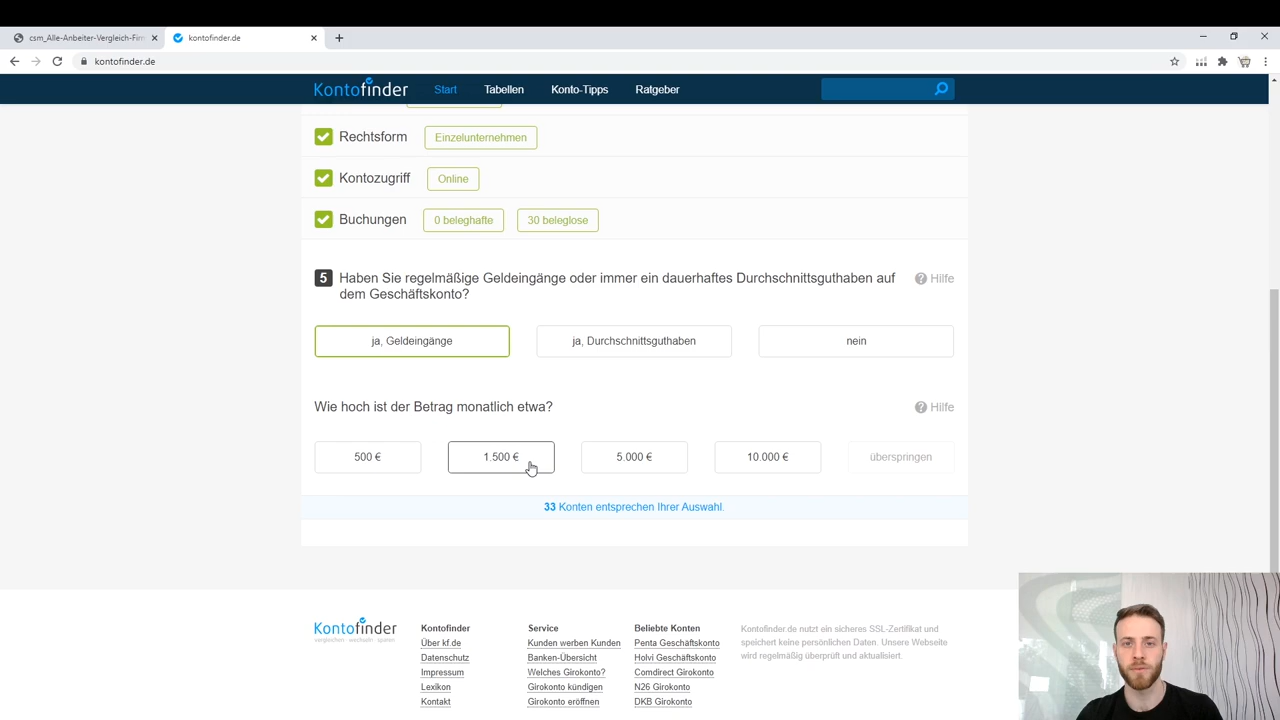 csm_Alle-Anbeiter-Vergleich-Firm
kontofinder.de
kontofinder.de
Kontofinder
Start
Tabellen
Konto-Tipps
Ratgeber
Rechtsform
Einzelunternehmen
Kontozugriff
Online
Buchungen
0 beleghafte
30 beleglose
5
Haben Sie regelmäßige Geldeingänge oder immer ein dauerhaftes Durchschnittsguthaben auf
dem Geschäftskonto?
Hilfe
ja, Geldeingänge
ja, Durchschnittsguthaben
nein
Wie hoch ist der Betrag monatlich etwa?
Hilfe
500 €
1.500 €
5.000 €
10.000 €
überspringen
33 Konten entsprechen Ihrer Auswahl.
Kontofinder
vergleichen wechseln sparen
Kontofinder
Über kf.de
Datenschutz
Impressum
Lexikon
Kontakt
Service
Kunden werben Kunden
Banken-Übersicht
Welches Girokonto?
Girokonto kündigen
Girokonto eröffnen
Beliebte Konten
Penta Geschäftskonto
Holvi Geschäftskonto
Comdirect Girokonto
N26 Girokonto
DKB Girokonto
Kontofinder.de nutzt ein sicheres SSL-Zertifikat und
speichert keine persönlichen Daten. Unsere Webseite
wird regelmäßig überprüft und aktualisiert.